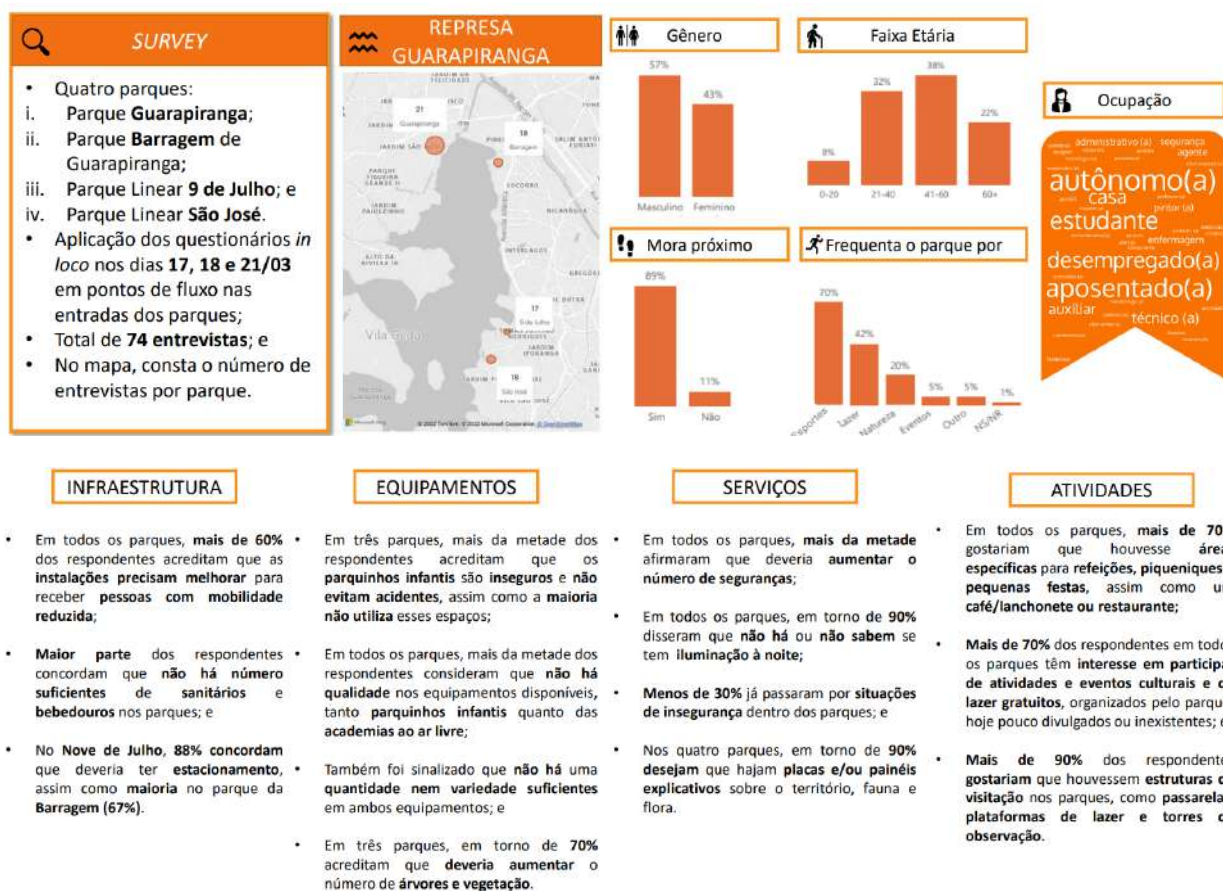 SURVEY
• Quatro parques:
i. Parque Guarapiranga;
ii. Parque Barragem de
Guarapiranga;
iii. Parque Linear 9 de Julho; e
iv. Parque Linear São José.
• Aplicação dos questionários in
loco nos dias 17, 18 e 21/03
em pontos de fluxo nas
entradas dos parques;
• Total de 74 entrevistas; e
• No mapa, consta o número de
entrevistas por parque.
REPRESA
GUARAPIRANGA
21
Guarapiranga
18
Barragem
SOCORRO
INTERLAGOS
17
9 de Julho
18
São José
Gênero
57%
43%
Masculino Feminino
Faixa Etária
8%
32%
38%
22%
0-20 21-40 41-60 60+
Mora próximo
89%
11%
Sim Não
Frequenta o parque por
70%
42%
20%
5%
5%
1%
Esportes Lazer Natureza Eventos Outro NS/NR
Ocupação
administrativo (a) segurança
agente
autônomo(a)
casa
pintor (a)
estudante
enfermagem
desempregado(a)
aposentado(a)
auxiliar
técnico (a)
INFRAESTRUTURA
• Em todos os parques, mais de 60%
dos respondentes acreditam que as
instalações precisam melhorar para
receber pessoas com mobilidade
reduzida;
• Maior parte dos respondentes
concordam que não há número
suficientes de sanitários e
bebedouros nos parques; e
• No Nove de Julho, 88% concordam
que deveria ter estacionamento,
assim como maioria no parque da
Barragem (67%).
EQUIPAMENTOS
• Em três parques, mais da metade dos
respondentes acreditam que os
parquinhos infantis são inseguros e não
evitam acidentes, assim como a maioria
não utiliza esses espaços;
• Em todos os parques, mais da metade dos
respondentes consideram que não há
qualidade nos equipamentos disponíveis,
tanto parquinhos infantis quanto das
academias ao ar livre;
• Também foi sinalizado que não há uma
quantidade nem variedade suficientes
em ambos equipamentos; e
• Em três parques, em torno de 70%
acreditam que deveria aumentar o
número de árvores e vegetação.
SERVIÇOS
• Em todos os parques, mais da metade
afirmaram que deveria aumentar o
número de seguranças;
• Em todos os parques, em torno de 90%
disseram que não há ou não sabem se
tem iluminação à noite;
• Menos de 30% já passaram por situações
de insegurança dentro dos parques; e
• Nos quatro parques, em torno de 90%
desejam que hajam placas e/ou painéis
explicativos sobre o território, fauna e
flora.
ATIVIDADES
• Em todos os parques, mais de 70
gostariam que houvesse área
específicas para refeições, piqueniques
pequenas festas, assim como u
café/lanchonete ou restaurante;
• Mais de 70% dos respondentes em todo
os parques têm interesse em participa
de atividades e eventos culturais e d
lazer gratuitos, organizados pelo parqu
hoje pouco divulgados ou inexistentes; e
• Mais de 90% dos respondente
gostariam que houvessem estruturas d
visitação nos parques, como passarela
plataformas de lazer e torres d
observação.